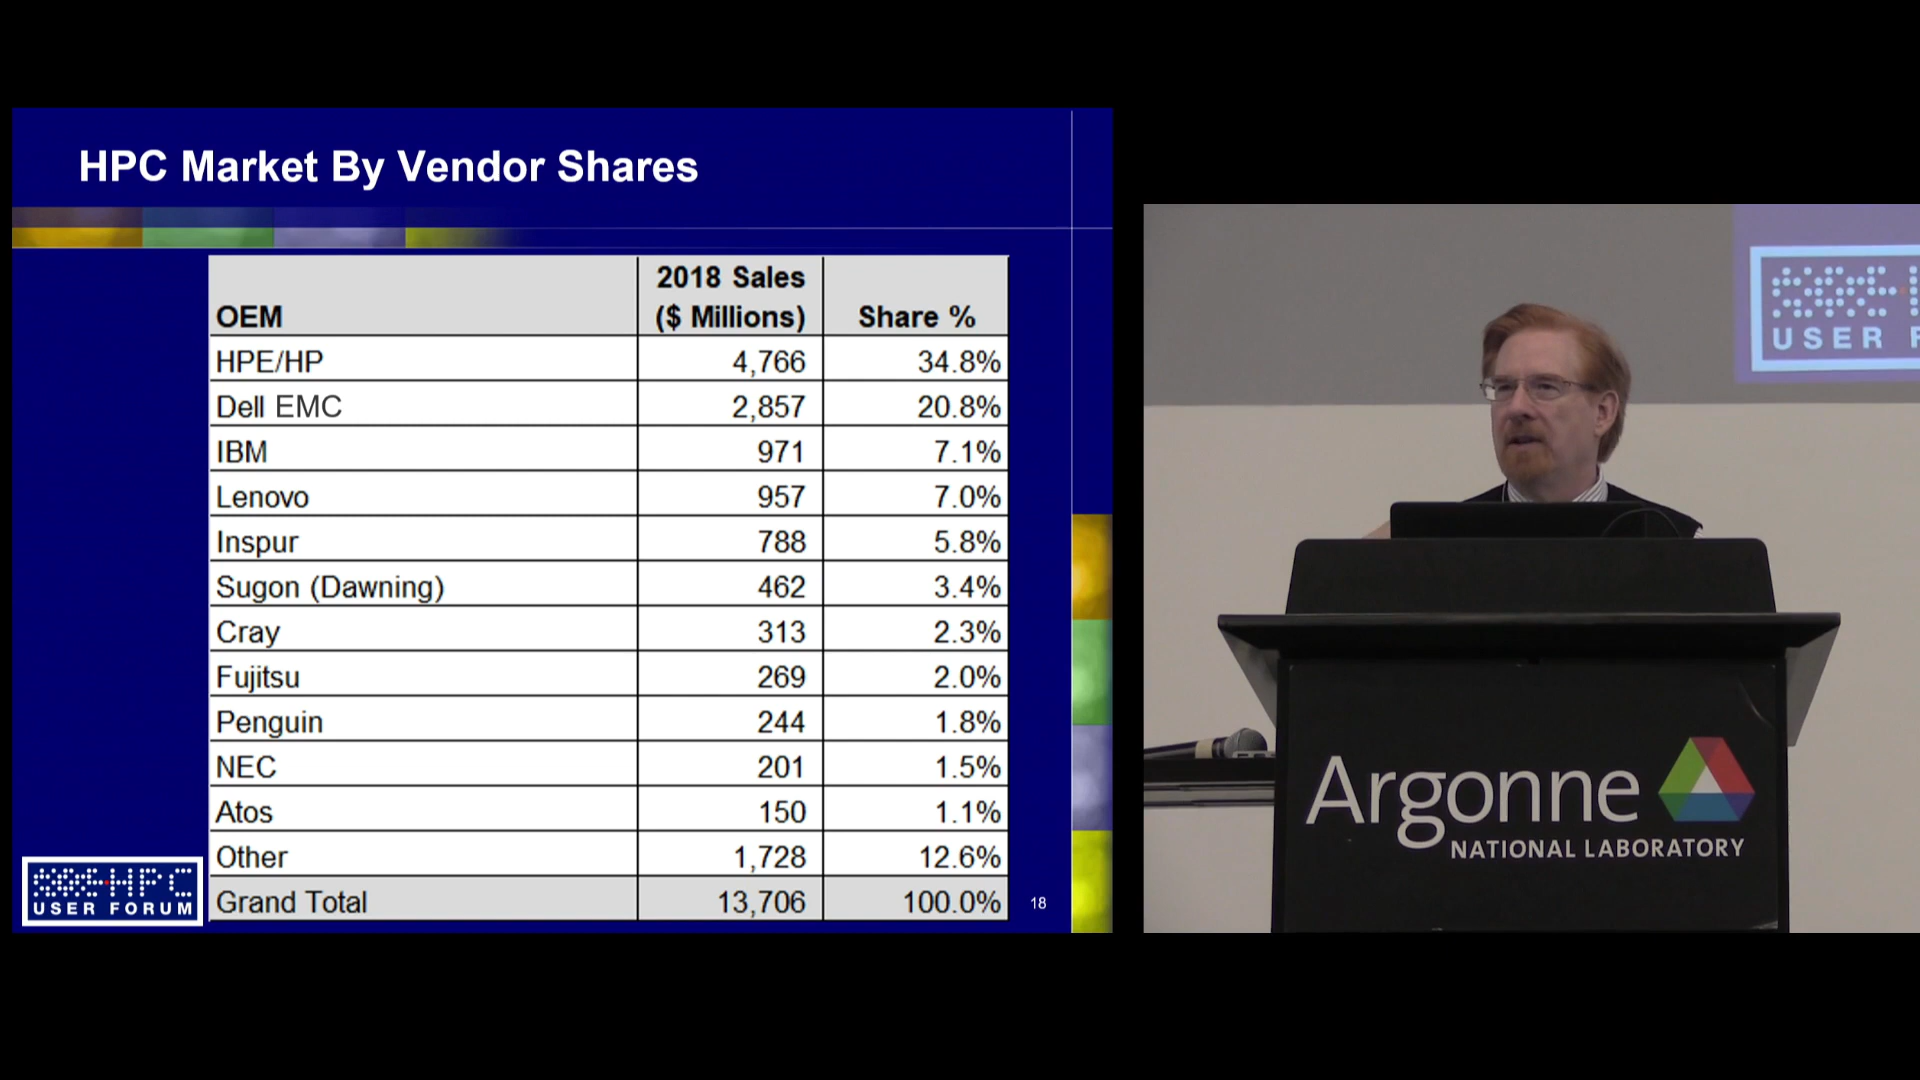 HPC Market By Vendor Shares
OEM 2018 Sales ($ Millions) Share %
HPE/HP 4,766 34.8%
Dell EMC 2,857 20.8%
IBM 971 7.1%
Lenovo 957 7.0%
Inspur 788 5.8%
Sugon (Dawning) 462 3.4%
Cray 313 2.3%
Fujitsu 269 2.0%
Penguin 244 1.8%
NEC 201 1.5%
Atos 150 1.1%
Other 1,728 12.6%
Grand Total 13,706 100.0%
18
HPC
USER FORUM
USER F
Argonne
NATIONAL LABORATORY